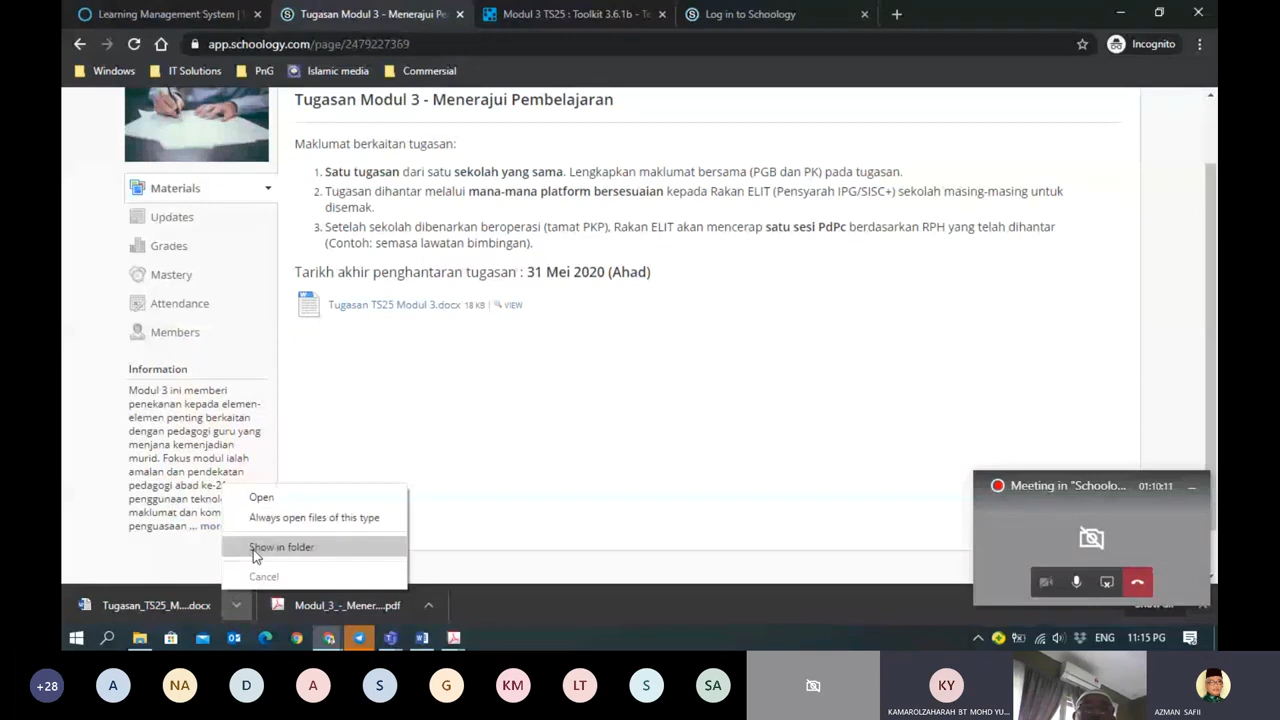 Learning Management System |
Tugasan Modul 3 - Menerajui Pe
Modul 3 TS25 : Toolkit 3.6.1b - Te
Log in to Schoology
app.schoology.com/page/2479227369
Incognito
Windows
IT Solutions
PnG
Islamic media
Commersial
Tugasan Modul 3 - Menerajui Pembelajaran
Maklumat berkaitan tugasan:
1. Satu tugasan dari satu sekolah yang sama. Lengkapkan maklumat bersama (PGB dan PK) pada tugasan.
2. Tugasan dihantar melalui mana-mana platform bersesuaian kepada Rakan ELIT (Pensyarah IPG/SISC+) sekolah masing-masing untuk
disemak.
3. Setelah sekolah dibenarkan beroperasi (tamat PKP), Rakan ELIT akan mencerap satu sesi PdPc berdasarkan RPH yang telah dihantar
(Contoh: semasa lawatan bimbingan).
Tarikh akhir penghantaran tugasan : 31 Mei 2020 (Ahad)
Tugasan TS25 Modul 3.docx 18 KB | VIEW
Materials
Updates
Grades
Mastery
Attendance
Members
Information
Modul 3 ini memberi
penekanan kepada elemen-
elemen penting berkaitan
dengan pedagogi guru yang
menjana kemenjadian
murid. Fokus modul ialah
amalan dan pendekatan
pedagogi abad ke-2
penggunaan teknolo
maklumat dan kom
penguasaan ... mor
Open
Always open files of this type
Show in folder
Cancel
Meeting in "Schoolo... 01:10:11
Tugasan_TS25_M....docx
Modul_3_-_Mener....pdf
ENG
11:15 PG
+28
A
NA
D
A
S
G
KM
LT
S
SA
KY
KAMAROLZAHARAH BT MOHD YU...
AZMAN SAFII